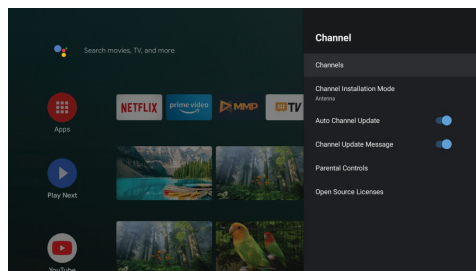 Search movies, TV, and more
Apps
NETFLIX
prime video
MMP
TV
Play Next
YouTube
Channel
Channels
Channel Installation Mode
Antenna
Auto Channel Update
Channel Update Message
Parental Controls
Open Source Licenses